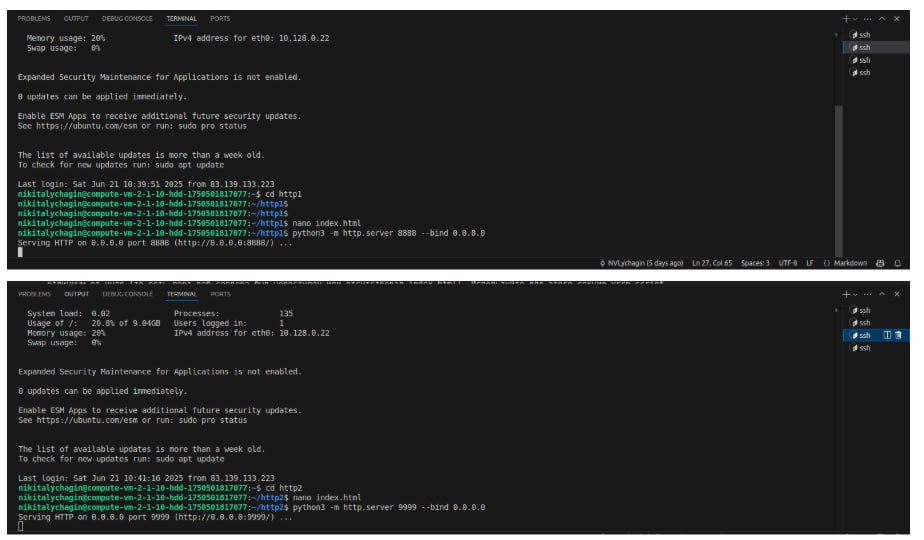 PROBLEMS OUTPUT DEBUG CONSOLE TERMINAL PORTS
Memory usage: 20% IPv4 address for eth0: 10.128.0.22
Swap usage: 0%
Expanded Security Maintenance for Applications is not enabled.
0 updates can be applied immediately.
Enable ESM Apps to receive additional future security updates.
See https://ubuntu.com/esm or run: sudo pro status
The list of available updates is more than a week old.
To check for new updates run: sudo apt update
Last login: Sat Jun 21 10:39:51 2025 from 83.139.133.223
nikitalychagin@compute-vm-2-1-10-hdd-1750501817077:~$ cd http1
nikitalychagin@compute-vm-2-1-10-hdd-1750501817077:~/http1$
nikitalychagin@compute-vm-2-1-10-hdd-1750501817077:~/http1$
nikitalychagin@compute-vm-2-1-10-hdd-1750501817077:~/http1$ nano index.html
nikitalychagin@compute-vm-2-1-10-hdd-1750501817077:~/http1$ python3 -m http.server 8888 --bind 0.0.0.0
Serving HTTP on 0.0.0.0 port 8888 (http://0.0.0.0:8888/) ...
ssh
ssh
ssh
ssh
NVLychagin (5 days ago) Ln 27, Col 65 Spaces: 3 UTF-8 LF {} Markdown
PROBLEMS OUTPUT DEBUG CONSOLE TERMINAL PORTS
System load: 0.02 Processes: 135
Usage of /: 20.8% of 9.04GB Users logged in: 1
Memory usage: 20% IPv4 address for eth0: 10.128.0.22
Swap usage: 0%
Expanded Security Maintenance for Applications is not enabled.
0 updates can be applied immediately.
Enable ESM Apps to receive additional future security updates.
See https://ubuntu.com/esm or run: sudo pro status
The list of available updates is more than a week old.
To check for new updates run: sudo apt update
Last login: Sat Jun 21 10:41:16 2025 from 83.139.133.223
nikitalychagin@compute-vm-2-1-10-hdd-1750501817077:~$ cd http2
nikitalychagin@compute-vm-2-1-10-hdd-1750501817077:~/http2$ nano index.html
nikitalychagin@compute-vm-2-1-10-hdd-1750501817077:~/http2$ python3 -m http.server 9999 --bind 0.0.0.0
Serving HTTP on 0.0.0.0 port 9999 (http://0.0.0.0:9999/) ...
ssh
ssh
ssh
ssh